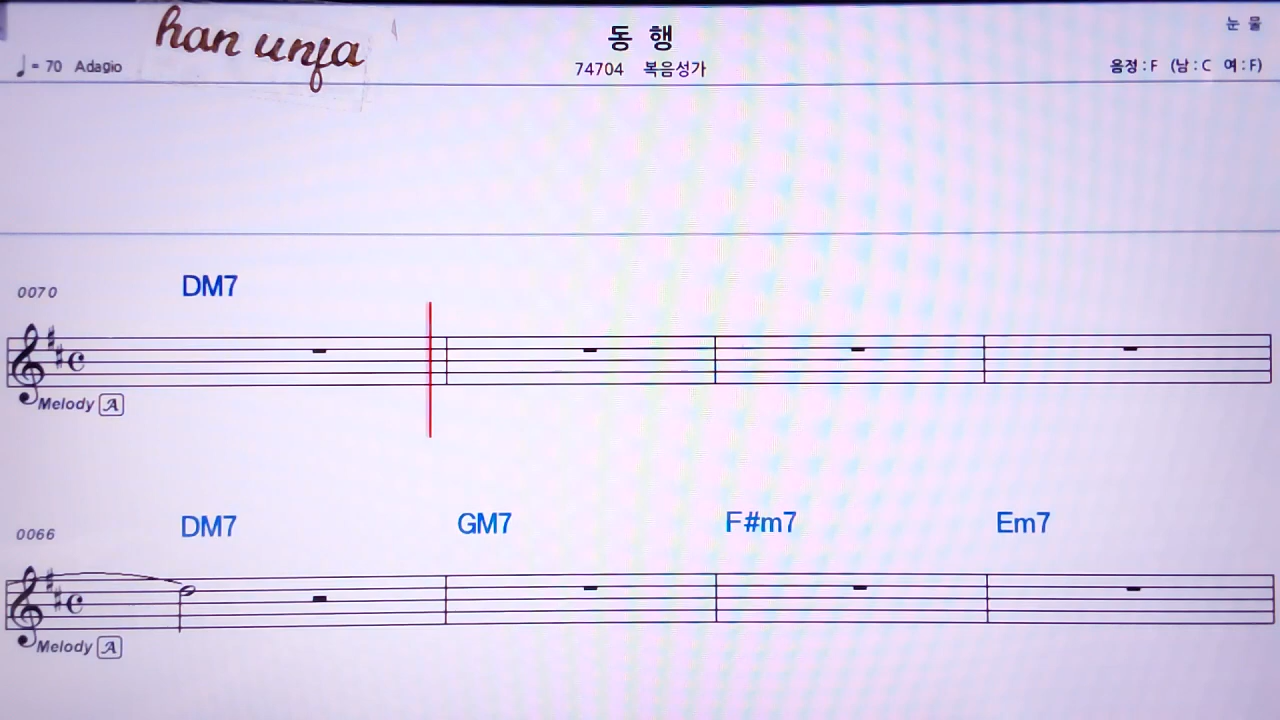 han unja
동 행
눈 물
♩= 70 Adagio
74704 복음성가
음정 : F (남 : C 여 : F)
0070
DM7
Melody A
0066
DM7 GM7 F#m7 Em7
Melody A